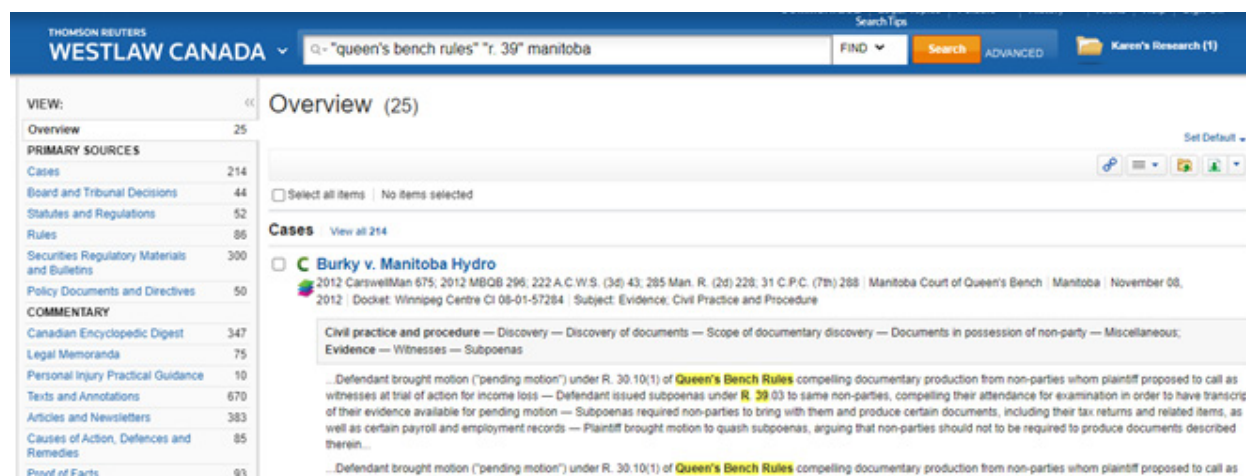 Search Tips
THOMSON REUTERS
WESTLAW CANADA
"queen's bench rules" "r. 39" manitoba
FIND
Search
ADVANCED
Karen's Research (1)
VIEW:
Overview 25
PRIMARY SOURCES
Cases 214
Board and Tribunal Decisions 44
Statutes and Regulations 52
Rules 86
Securities Regulatory Materials 300
and Bulletins
Policy Documents and Directives 50
COMMENTARY
Canadian Encyclopedic Digest 347
Legal Memoranda 75
Personal Injury Practical Guidance 10
Texts and Annotations 670
Articles and Newsletters 383
Causes of Action, Defences and 85
Remedies
Proof of Facts 93
Overview (25)
Set Default
Select all items No items selected
Cases View all 214
C Burky v. Manitoba Hydro
2012 CarswellMan 675; 2012 MBQB 296; 222 A.C.W.S. (3d) 43; 285 Man. R. (2d) 228; 31 C.P.C. (7th) 288 | Manitoba Court of Queen's Bench | Manitoba | November 08,
2012 | Docket: Winnipeg Centre CI 08-01-57284 | Subject: Evidence; Civil Practice and Procedure
Civil practice and procedure — Discovery — Discovery of documents — Scope of documentary discovery — Documents in possession of non-party — Miscellaneous;
Evidence — Witnesses — Subpoenas
...Defendant brought motion ("pending motion") under R. 30.10(1) of Queen's Bench Rules compelling documentary production from non-parties whom plaintiff proposed to call as
witnesses at trial of action for income loss — Defendant issued subpoenas under R. 39.03 to same non-parties, compelling their attendance for examination in order to have transcrip
of their evidence available for pending motion — Subpoenas required non-parties to bring with them and produce certain documents, including their tax returns and related items, as
well as certain payroll and employment records — Plaintiff brought motion to quash subpoenas, arguing that non-parties should not to be required to produce documents described
therein...
...Defendant brought motion ("pending motion") under R. 30.10(1) of Queen's Bench Rules compelling documentary production from non-parties whom plaintiff proposed to call as